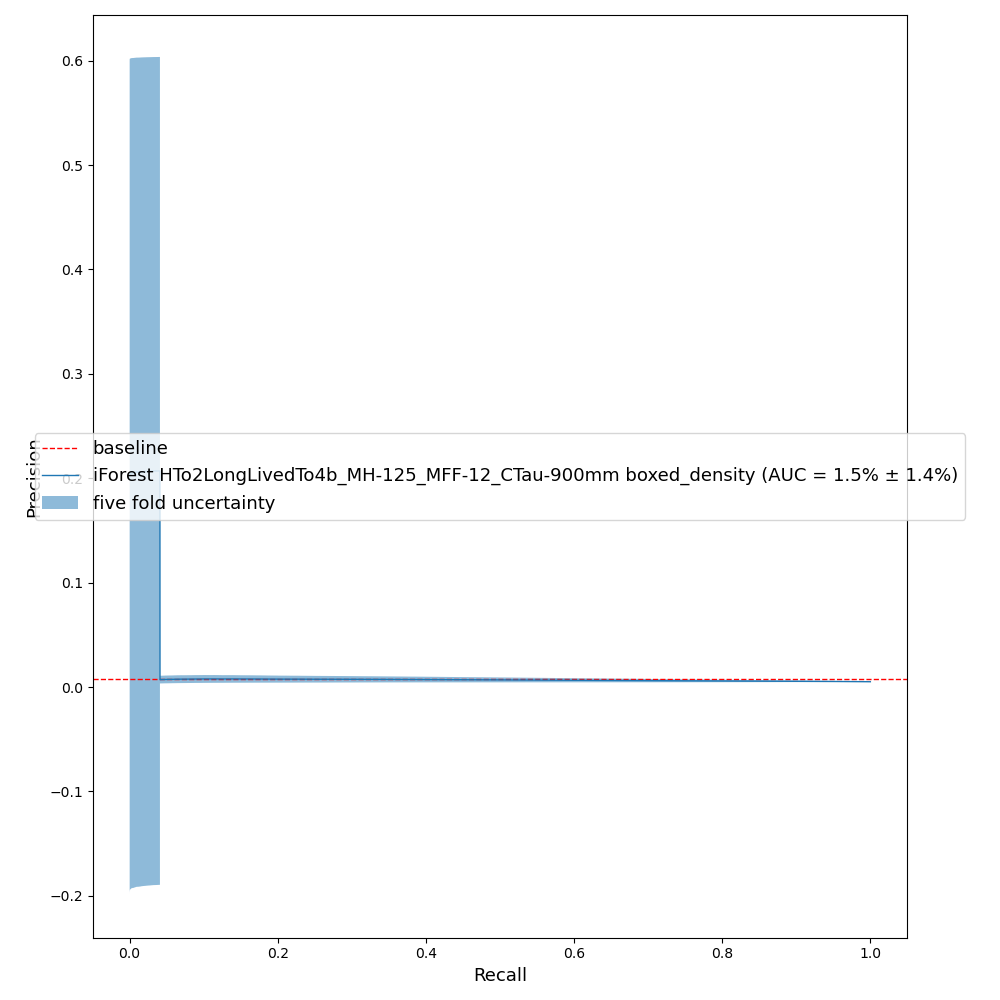 0.6
0.5
0.4
0.3
0.2
0.1
0.0
−0.1
−0.2
Precision
baseline
iForest HTo2LongLivedTo4b_MH-125_MFF-12_CTau-900mm boxed_density (AUC = 1.5% ± 1.4%)
five fold uncertainty
0.0 0.2 0.4 0.6 0.8 1.0
Recall